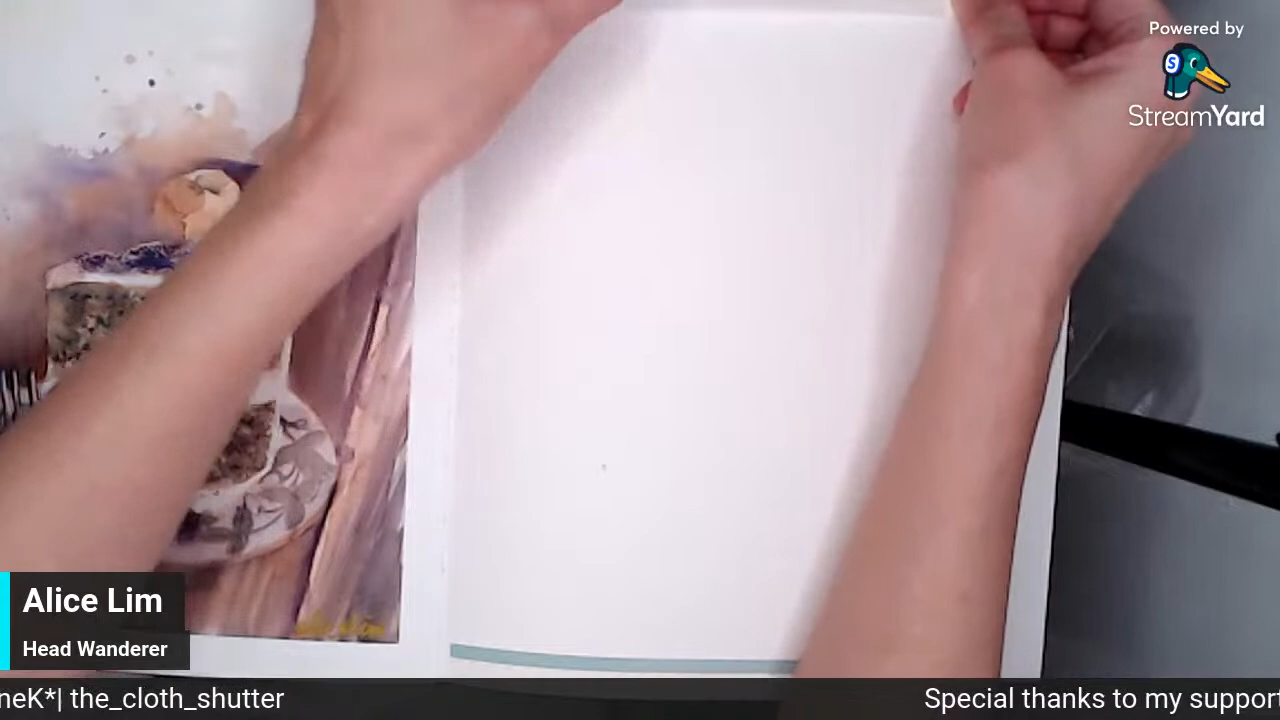 Powered by
StreamYard
Alice Lim
Head Wanderer
neK*| the_cloth_shutter
Special thanks to my support